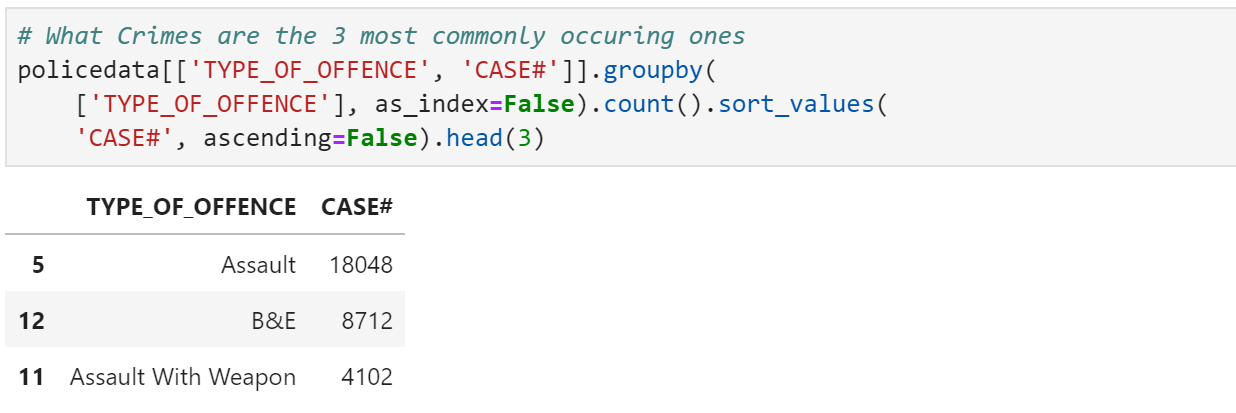 # What Crimes are the 3 most commonly occuring ones
policedata[['TYPE_OF_OFFENCE', 'CASE#']].groupby(
    ['TYPE_OF_OFFENCE'], as_index=False).count().sort_values(
    'CASE#', ascending=False).head(3)
TYPE_OF_OFFENCE CASE#
5 Assault 18048
12 B&E 8712
11 Assault With Weapon 4102